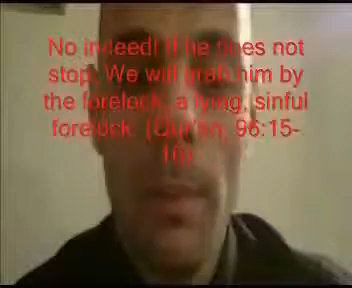 No indeed! If he does not
stop, We will grab him by
the forelock, a lying, sinful
forelock. (Qur'an, 96:15-
16)